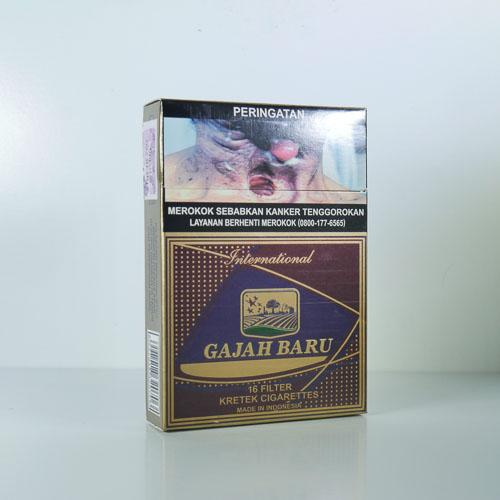 PERINGATAN
MEROKOK SEBABKAN KANKER TENGGOROKAN
LAYANAN BERHENTI MEROKOK (0800-177-6565)
International
GAJAH BARU
16 FILTER
KRETEK CIGARETTES
MADE IN INDONESIA